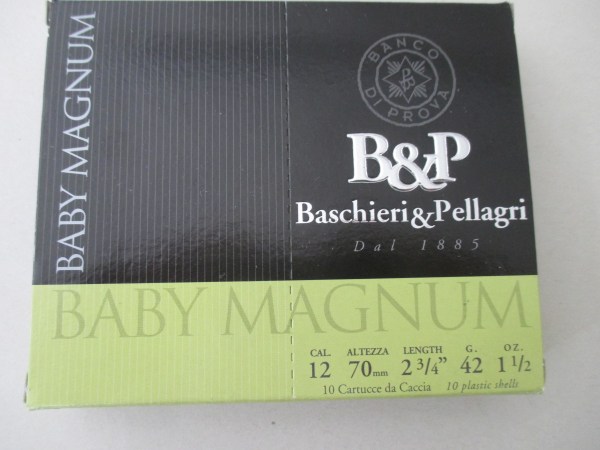 BABY MAGNUM
BANCO DI PROVA
B&P
B&P
Baschieri&Pellagri
Dal 1885
BABY MAGNUM
CAL. ALTEZZA LENGTH G. OZ.
12 70mm 2 3/4” 42 1 1/2
10 Cartucce da Caccia 10 plastic shells